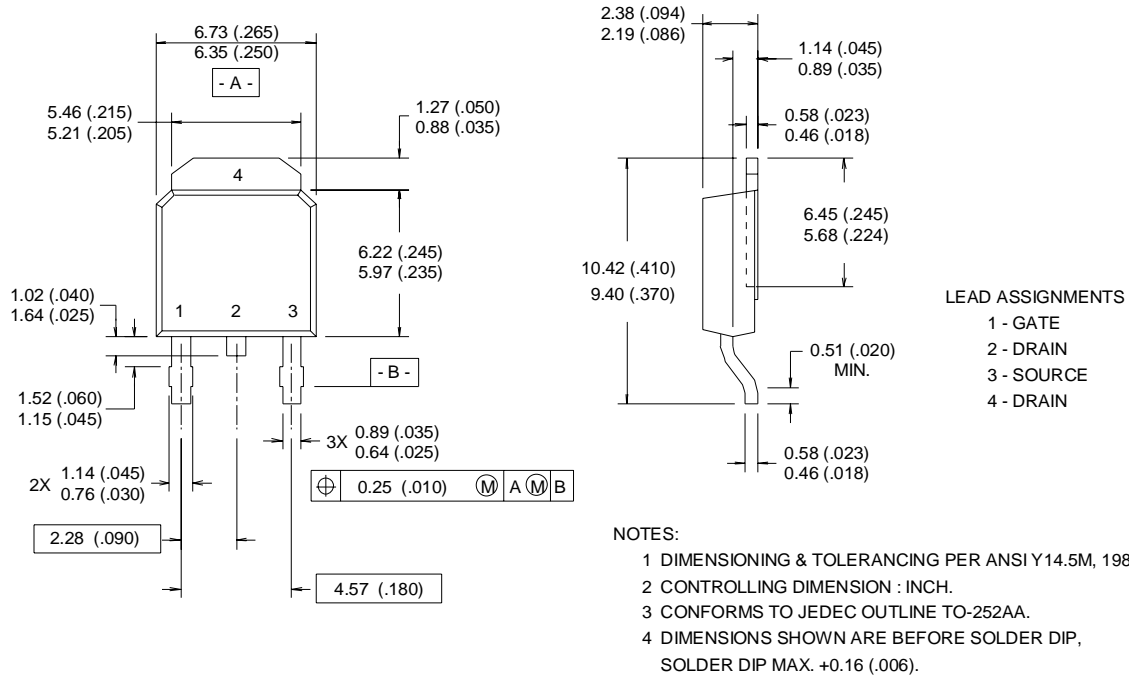 6.73 (.265)
6.35 (.250)
- A -
5.46 (.215)
5.21 (.205)
1.27 (.050)
0.88 (.035)
4
6.22 (.245)
5.97 (.235)
1.02 (.040)
1.64 (.025)
1 2 3
- B -
1.52 (.060)
1.15 (.045)
3X 0.89 (.035)
0.64 (.025)
2X 1.14 (.045)
0.76 (.030)
⌖ 0.25 (.010) Ⓜ A Ⓜ B
2.28 (.090)
4.57 (.180)
2.38 (.094)
2.19 (.086)
1.14 (.045)
0.89 (.035)
0.58 (.023)
0.46 (.018)
6.45 (.245)
5.68 (.224)
10.42 (.410)
9.40 (.370)
0.51 (.020)
MIN.
0.58 (.023)
0.46 (.018)
LEAD ASSIGNMENTS
1 - GATE
2 - DRAIN
3 - SOURCE
4 - DRAIN
NOTES:
1 DIMENSIONING & TOLERANCING PER ANSI Y14.5M, 198
2 CONTROLLING DIMENSION : INCH.
3 CONFORMS TO JEDEC OUTLINE TO-252AA.
4 DIMENSIONS SHOWN ARE BEFORE SOLDER DIP,
SOLDER DIP MAX. +0.16 (.006).